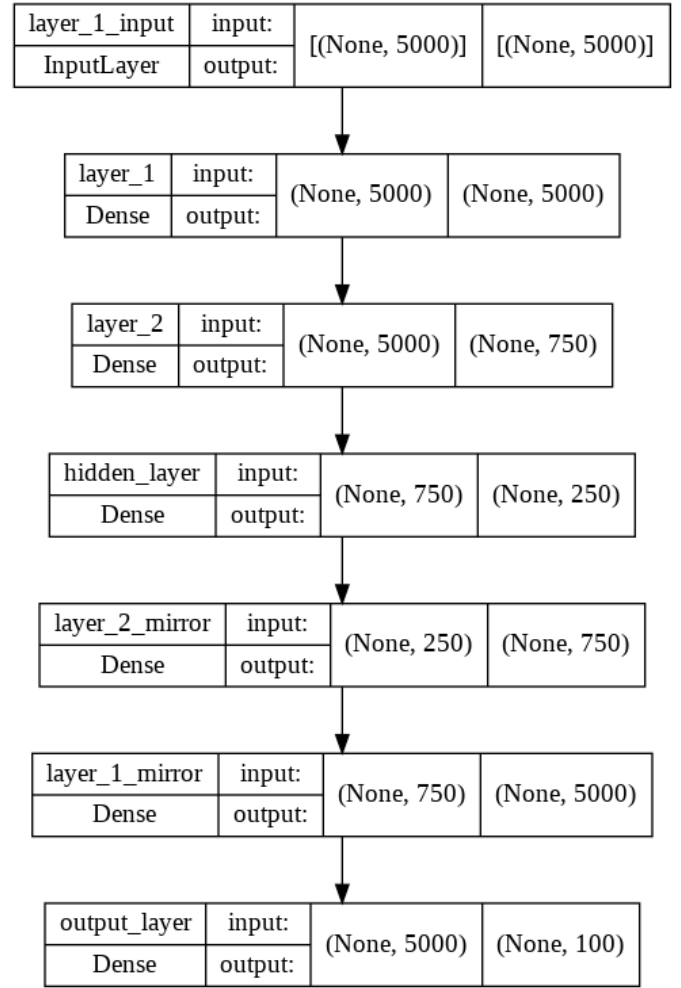 layer_1_input input: [(None, 5000)] [(None, 5000)]
InputLayer output:
layer_1 input: (None, 5000) (None, 5000)
Dense output:
layer_2 input: (None, 5000) (None, 750)
Dense output:
hidden_layer input: (None, 750) (None, 250)
Dense output:
layer_2_mirror input: (None, 250) (None, 750)
Dense output:
layer_1_mirror input: (None, 750) (None, 5000)
Dense output:
output_layer input: (None, 5000) (None, 100)
Dense output: